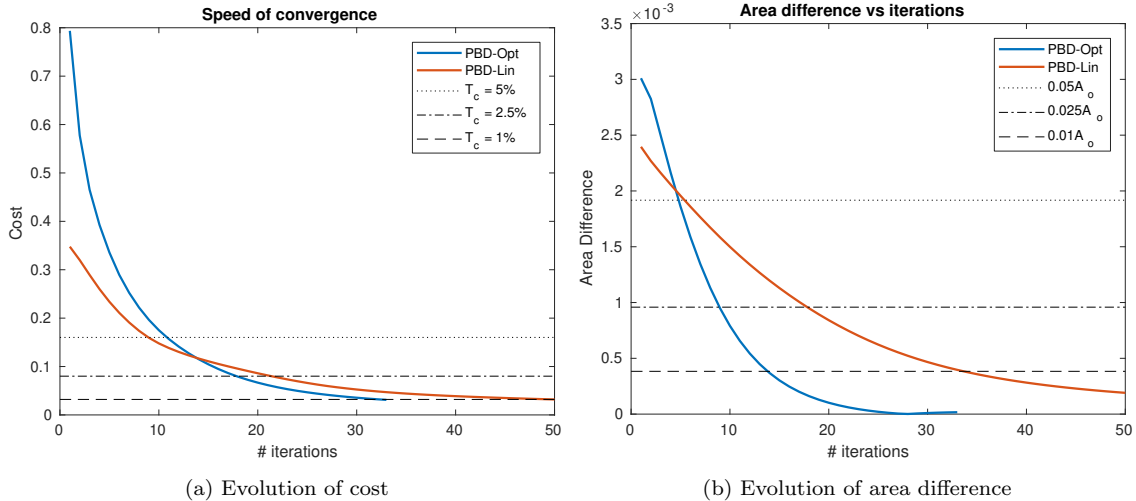 Speed of convergence
0.8
0.7
0.6
0.5
0.4
0.3
0.2
0.1
0
Cost
PBD-Opt
PBD-Lin
T_c = 5%
T_c = 2.5%
T_c = 1%
0 10 20 30 40 50
# iterations
(a) Evolution of cost
Area difference vs iterations
×10^-3
3.5
3
2.5
2
1.5
1
0.5
0
Area Difference
PBD-Opt
PBD-Lin
0.05A_o
0.025A_o
0.01A_o
0 10 20 30 40 50
# iterations
(b) Evolution of area difference